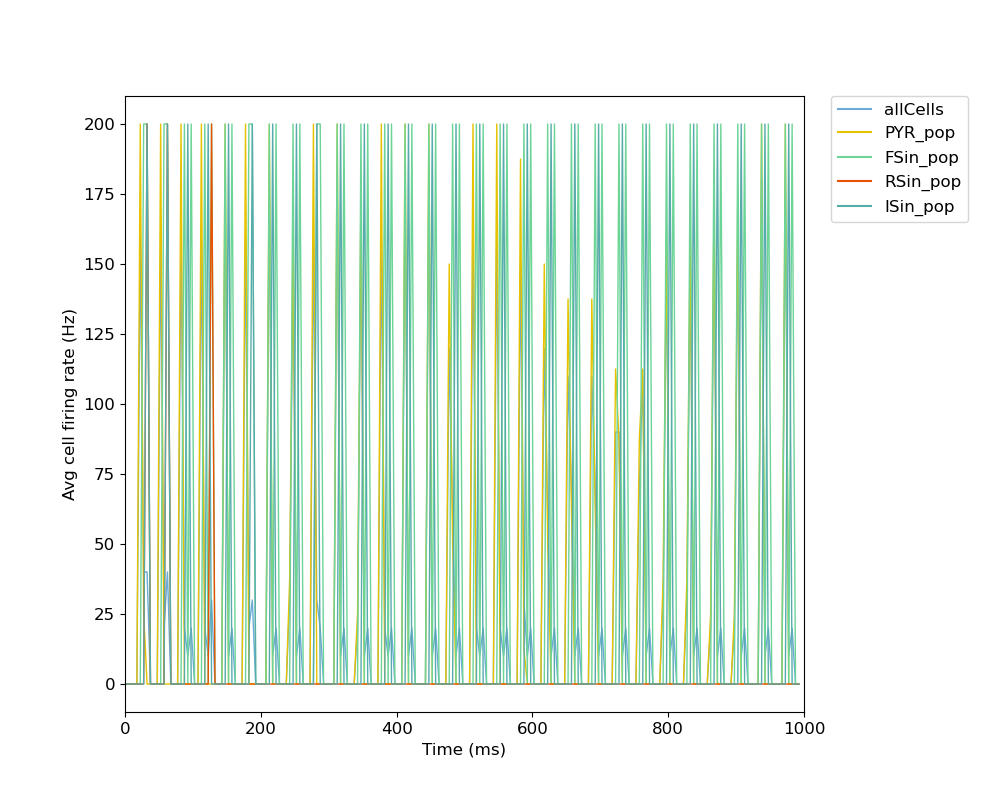 200
175
150
125
100
75
50
25
0
Avg cell firing rate (Hz)
0 200 400 600 800 1000
Time (ms)
allCells
PYR_pop
FSin_pop
RSin_pop
ISin_pop